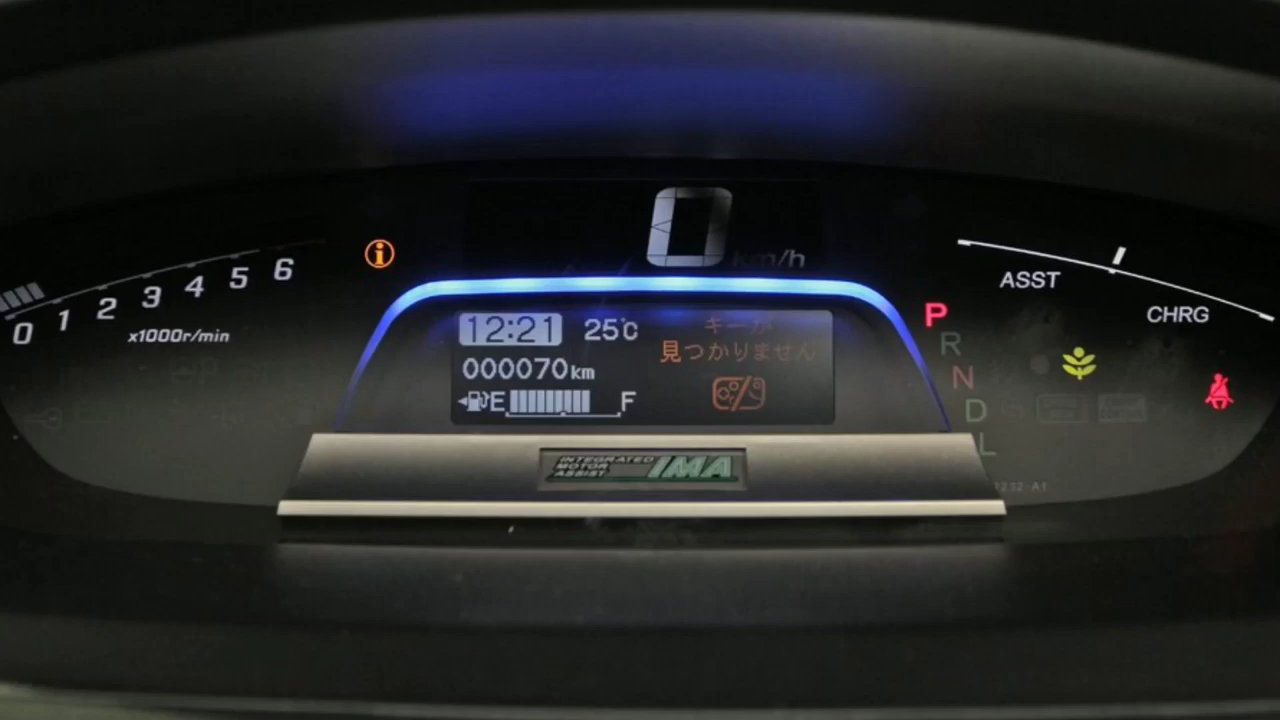 0
km/h
0 1 2 3 4 5 6
x1000r/min
ASST
CHRG
12:21 25℃
000070km
E F
キーが
見つかりません
P
R
N
D
L
INTEGRATED
MOTOR
ASSIST
IMA